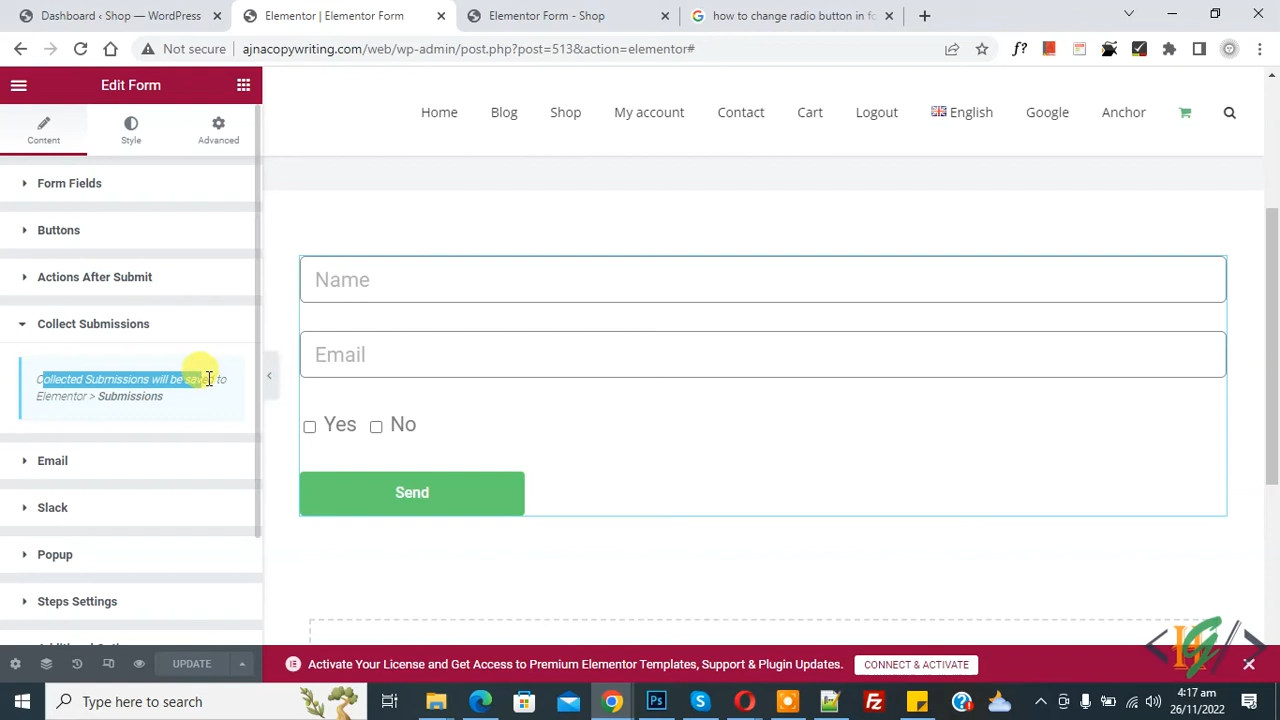 Dashboard ‹ Shop — WordPress
Elementor | Elementor Form
Elementor Form - Shop
how to change radio button in fo
Not secure
ajnacopywriting.com/web/wp-admin/post.php?post=513&action=elementor#
f?
Edit Form
Content
Style
Advanced
Form Fields
Buttons
Actions After Submit
Collect Submissions
Collected Submissions will be saved to
Elementor > Submissions
Email
Slack
Popup
Steps Settings
UPDATE
Home
Blog
Shop
My account
Contact
Cart
Logout
English
Google
Anchor
Name
Email
Yes
No
Send
Activate Your License and Get Access to Premium Elementor Templates, Support & Plugin Updates.
CONNECT & ACTIVATE
Type here to search
4:17 am
26/11/2022